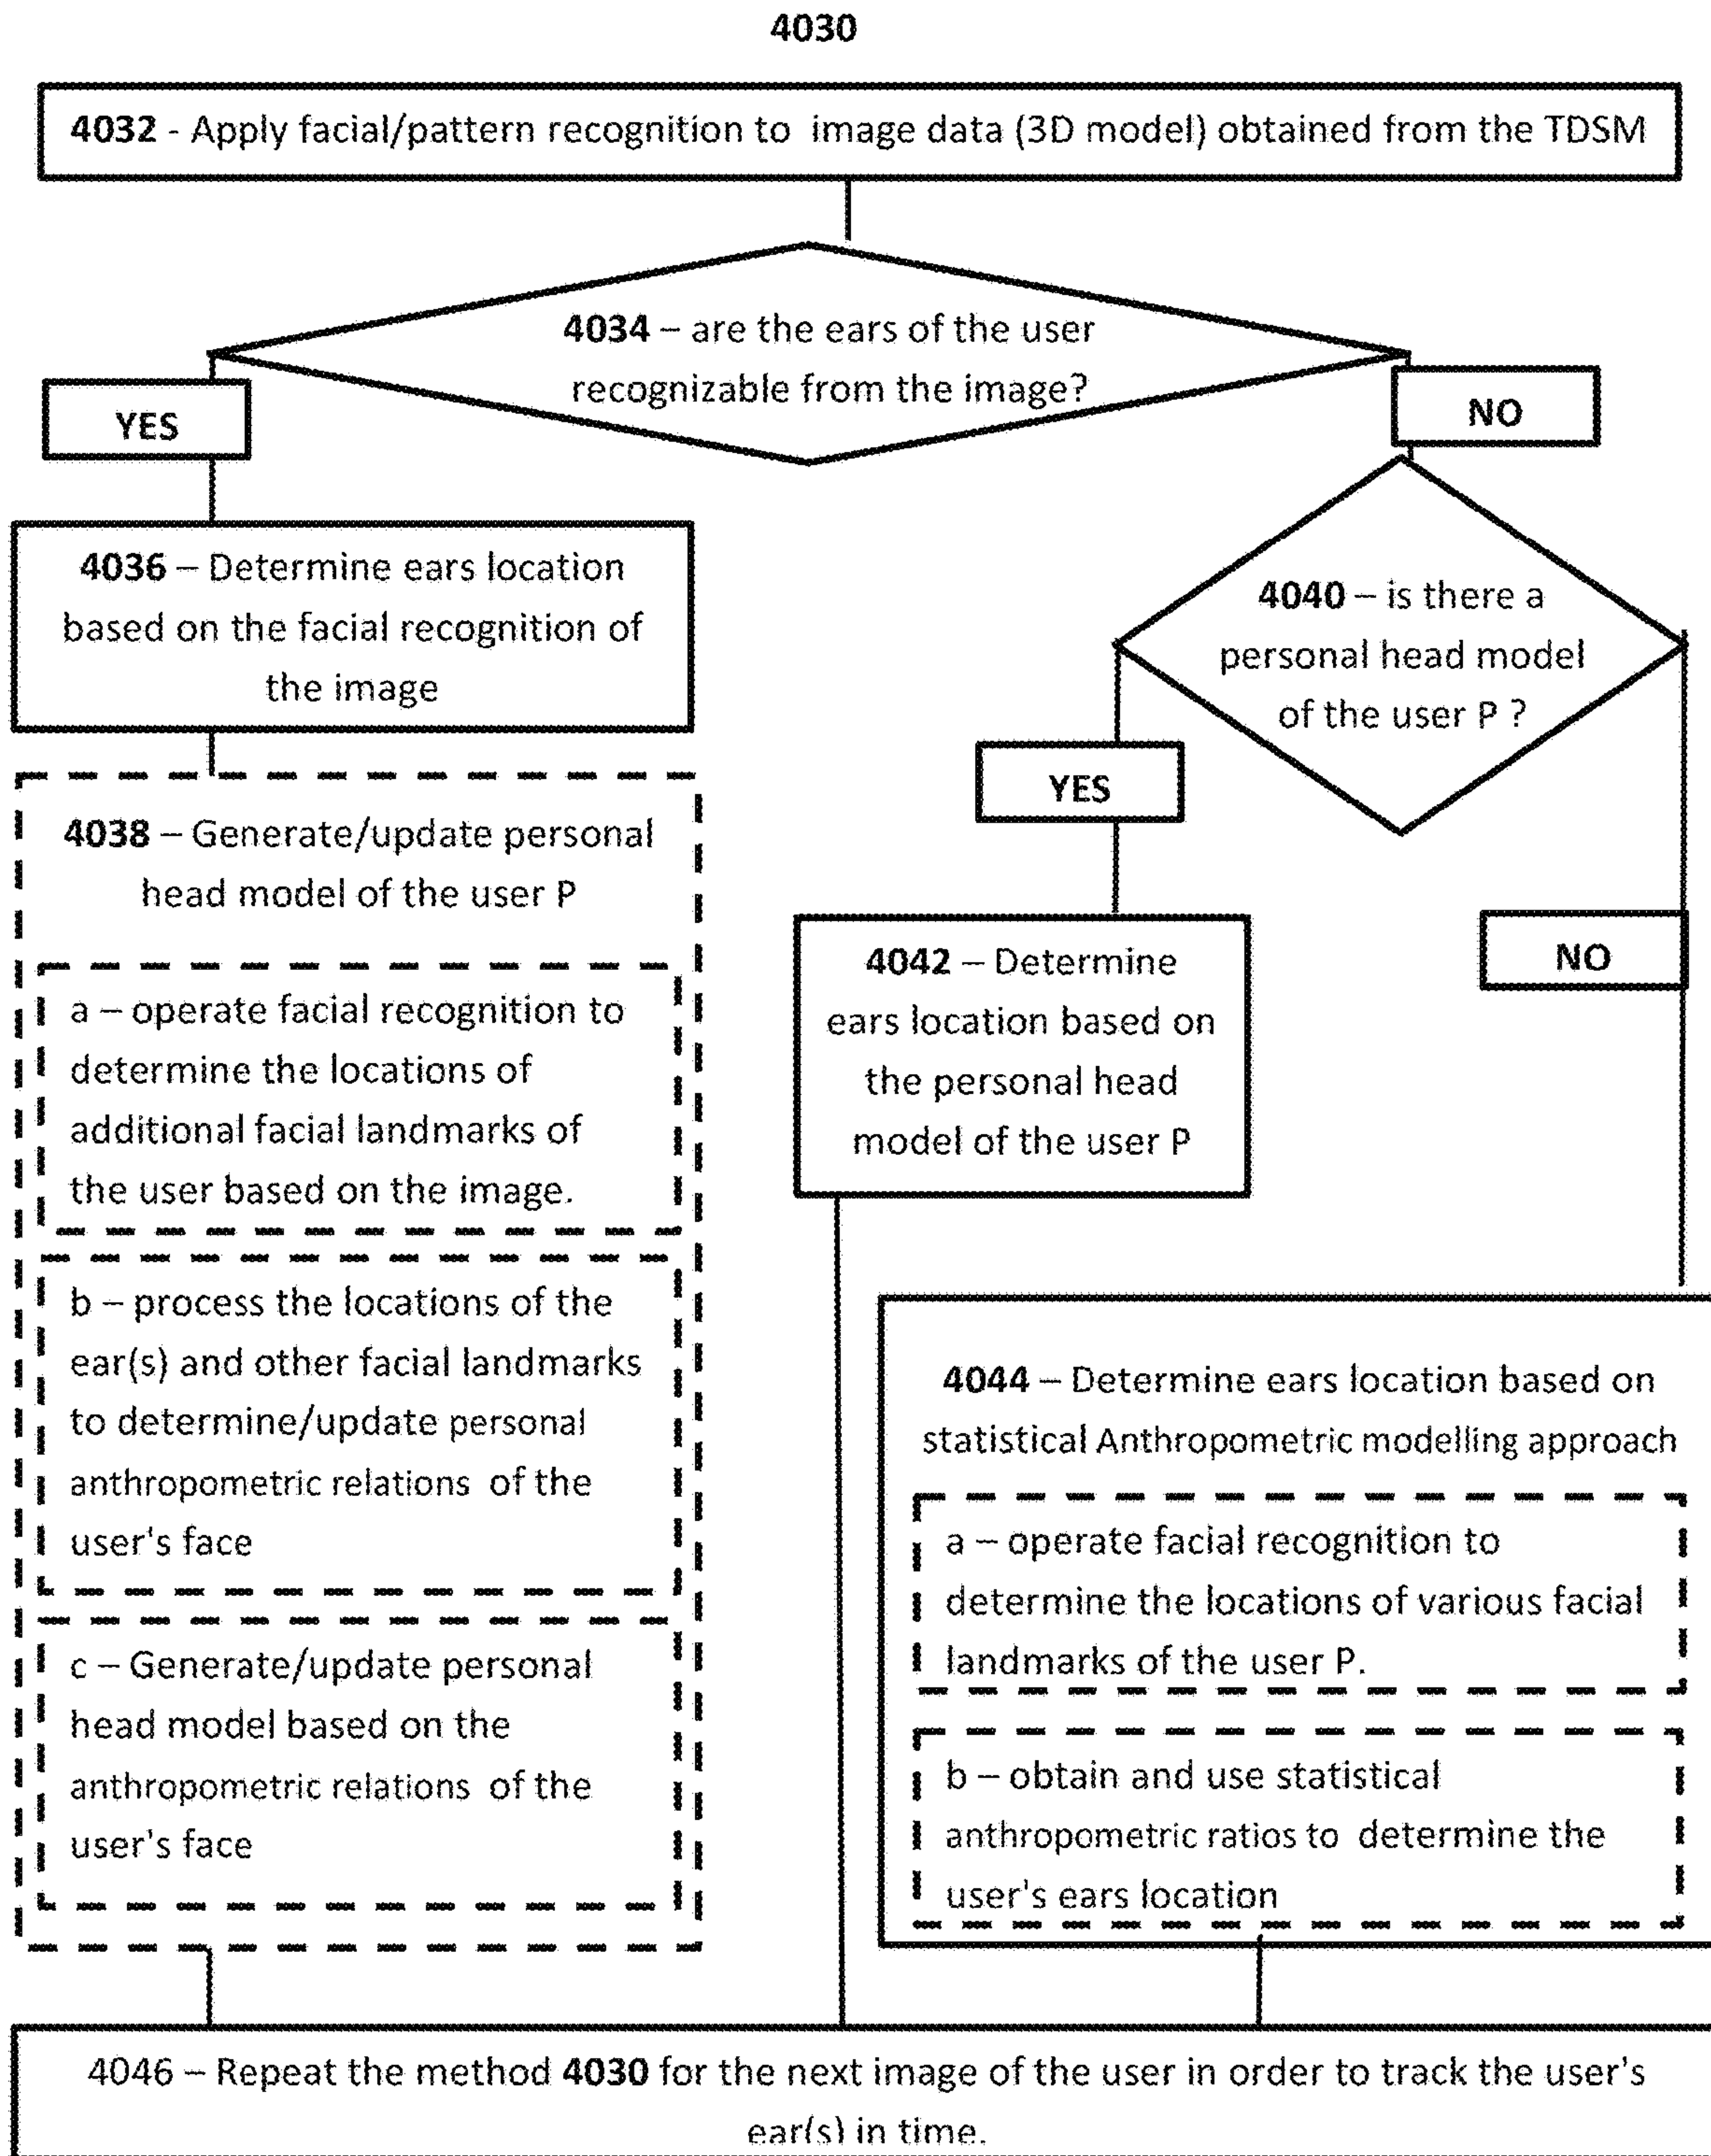 4030
4032 - Apply facial/pattern recognition to image data (3D model) obtained from the TDSM
4034 – are the ears of the user
recognizable from the image?
YES
NO
4036 – Determine ears location
based on the facial recognition of
the image
4040 – is there a
personal head model
of the user P ?
YES
NO
4038 – Generate/update personal
head model of the user P
a – operate facial recognition to
determine the locations of
additional facial landmarks of
the user based on the image.
b – process the locations of the
ear(s) and other facial landmarks
to determine/update personal
anthropometric relations of the
user's face
c – Generate/update personal
head model based on the
anthropometric relations of the
user's face
4042 – Determine
ears location based on
the personal head
model of the user P
4044 – Determine ears location based on
statistical Anthropometric modelling approach
a – operate facial recognition to
determine the locations of various facial
landmarks of the user P.
b – obtain and use statistical
anthropometric ratios to determine the
user's ears location
4046 – Repeat the method 4030 for the next image of the user in order to track the user's
ear(s) in time.